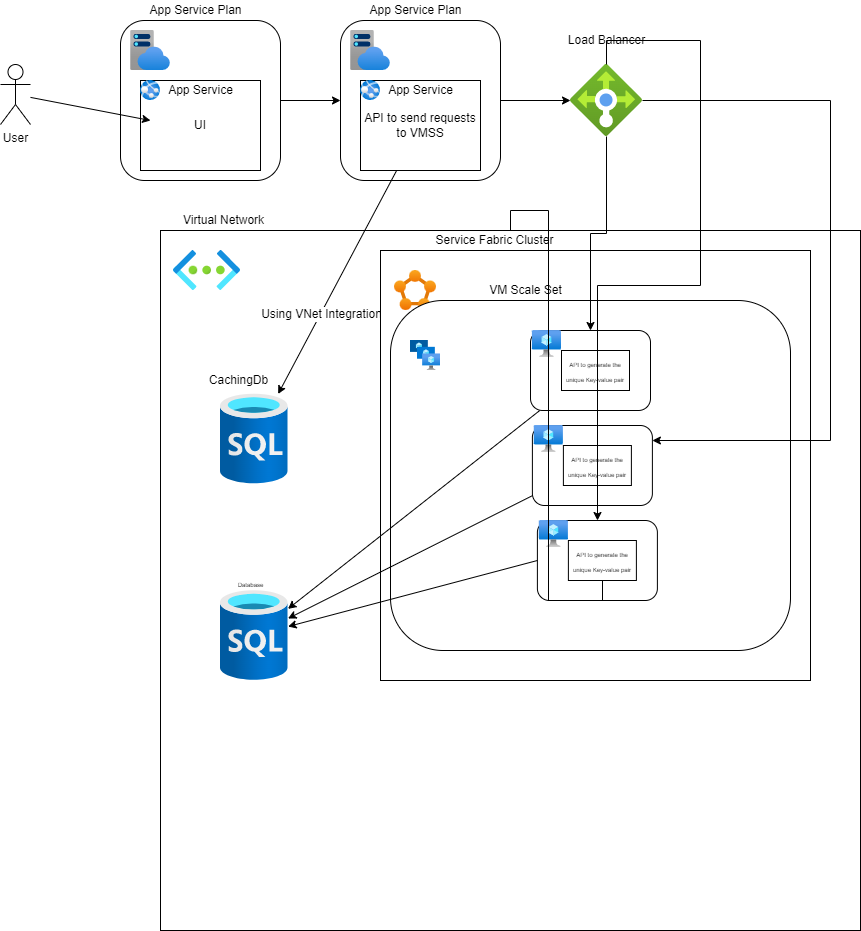 App Service Plan
App Service Plan
User
App Service
UI
App Service
API to send requests
to VMSS
Load Balancer
Virtual Network
Service Fabric Cluster
VM Scale Set
Using VNet Integration
CachingDb
SQL
API to generate the
unique Key-value pair
API to generate the
unique Key-value pair
API to generate the
unique Key-value pair
Database
SQL